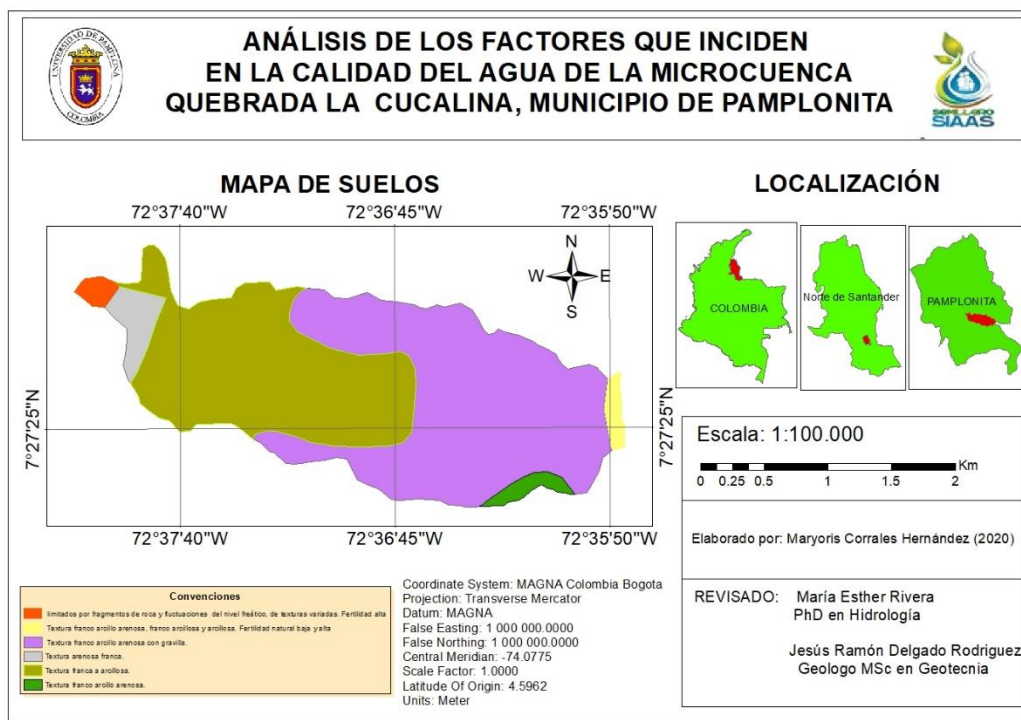 UNIVERSIDAD DE PAMPLONA
COLOMBIA
ANÁLISIS DE LOS FACTORES QUE INCIDEN
EN LA CALIDAD DEL AGUA DE LA MICROCUENCA
QUEBRADA LA CUCALINA, MUNICIPIO DE PAMPLONITA
SEMILLERO
SIAAS
MAPA DE SUELOS
72°37'40"W 72°36'45"W 72°35'50"W
N
W E
S
7°27'25"N 7°27'25"N
72°37'40"W 72°36'45"W 72°35'50"W
LOCALIZACIÓN
COLOMBIA
Norte de Santander
PAMPLONITA
Escala: 1:100.000
Km
0 0.25 0.5 1 1.5 2
Elaborado por: Maryoris Corrales Hernández (2020)
REVISADO: María Esther Rivera
PhD en Hidrología
Jesús Ramón Delgado Rodriguez
Geologo MSc en Geotecnia
Convenciones
limitados por fragmentos de roca y fluctuaciones del nivel freático, de texturas variadas. Fertilidad alta
Textura franco arcillo arenosa, franco arcillosa y arcillosa. Fertilidad natural baja y alta
Textura franco arcillo arenosa con gravilla.
Textura arenosa franca.
Textura franca a arcillosa.
Textura franco arcillo arenosa.
Coordinate System: MAGNA Colombia Bogota
Projection: Transverse Mercator
Datum: MAGNA
False Easting: 1 000 000.0000
False Northing: 1 000 000.0000
Central Meridian: -74.0775
Scale Factor: 1.0000
Latitude Of Origin: 4.5962
Units: Meter